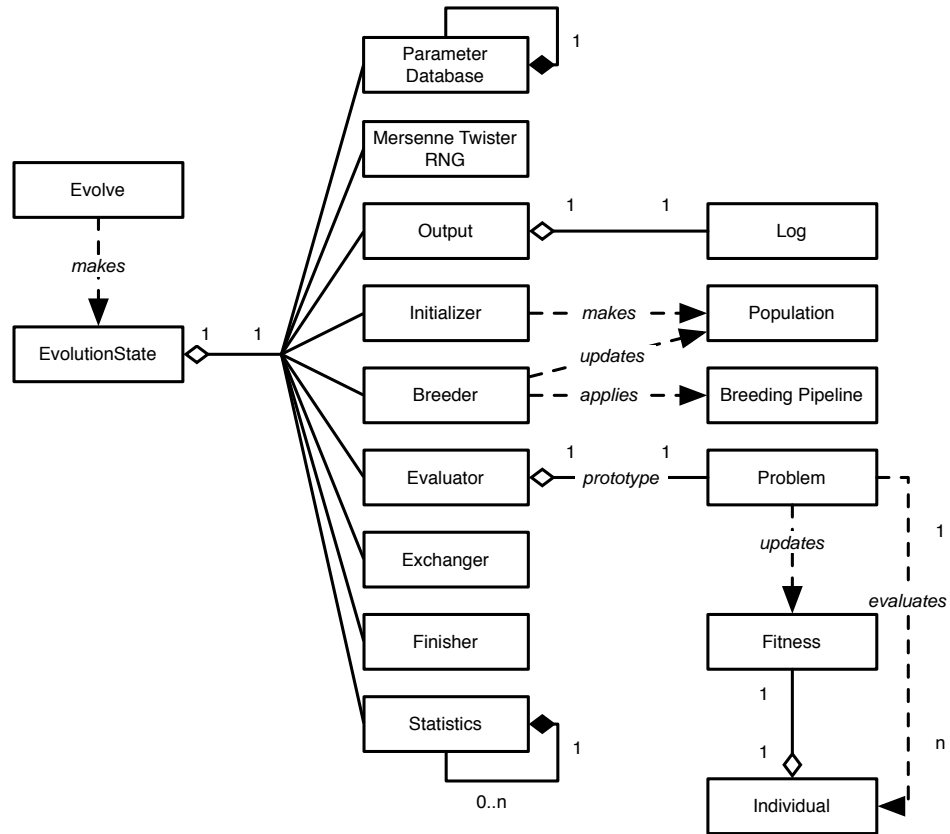 1
Parameter
Database
Mersenne Twister
RNG
Evolve
1
1
Output
Log
makes
Initializer
makes
Population
1
1
updates
EvolutionState
Breeder
applies
Breeding Pipeline
1
1
Evaluator
prototype
Problem
1
updates
Exchanger
evaluates
Finisher
Fitness
1
Statistics
1
1
n
0..n
Individual